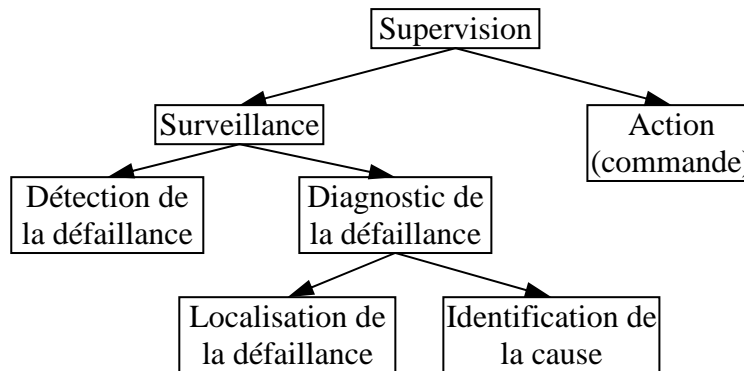 Supervision
Surveillance
Action
(commande)
Détection de
la défaillance
Diagnostic de
la défaillance
Localisation de
la défaillance
Identification de
la cause